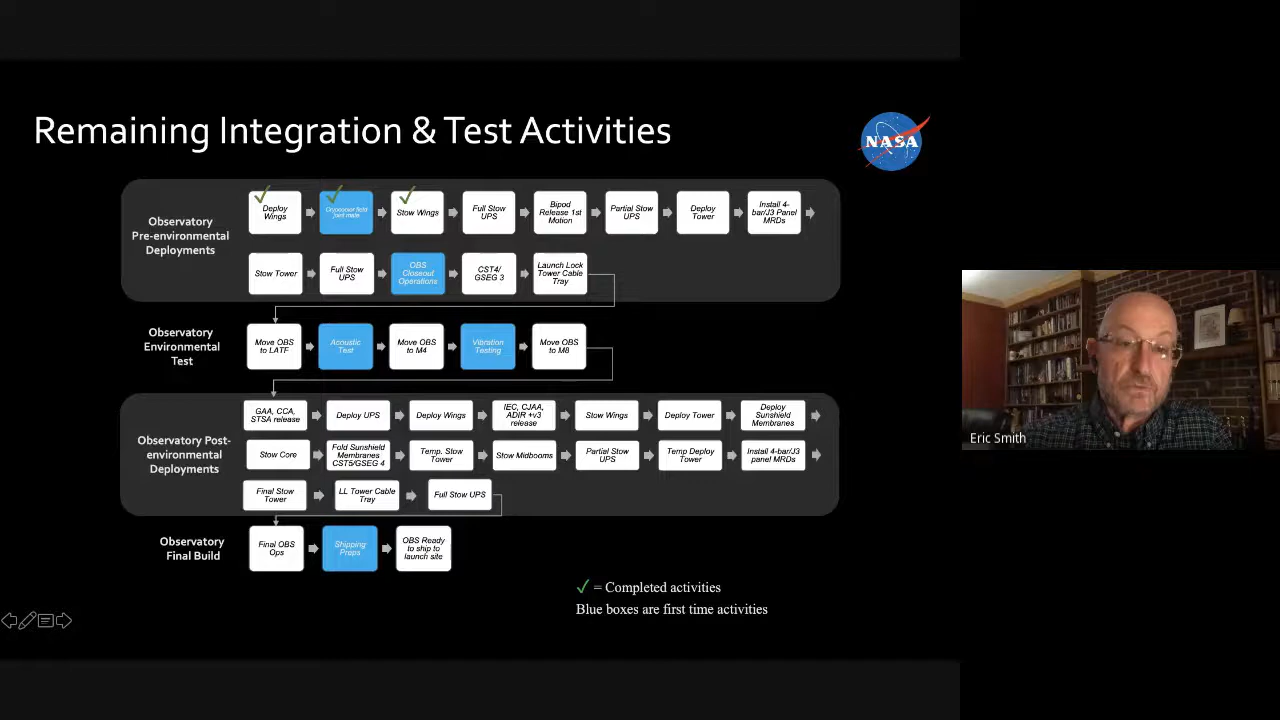 Remaining Integration & Test Activities
NASA
Observatory
Pre-environmental
Deployments
Deploy
Wings
joint mate
Stow Wings
Full Stow
UPS
Bipod
Release 1st
Motion
Partial Stow
UPS
Deploy
Tower
Install 4-
bar/J3 Panel
MRDs
Stow Tower
Full Stow
UPS
OBS
Closeout
Operations
CST4/
GSEG 3
Launch Lock
Tower Cable
Tray
Observatory
Environmental
Test
Move OBS
to LATF
Acoustic
Test
Move OBS
to M4
Vibration
Testing
Move OBS
to M8
Observatory Post-
environmental
Deployments
GAA, CCA,
STSA release
Deploy UPS
Deploy Wings
IEC, CJAA,
ADIR +v3
release
Stow Wings
Deploy Tower
Deploy
Sunshield
Membranes
Stow Core
Fold Sunshield
Membranes
CST5/GSEG 4
Temp. Stow
Tower
Stow Midbooms
Partial Stow
UPS
Temp Deploy
Tower
Install 4-bar/J3
panel MRDs
Final Stow
Tower
LL Tower Cable
Tray
Full Stow UPS
Observatory
Final Build
Final OBS
Ops
Shipping
Preps
OBS Ready
to ship to
launch site
✓ = Completed activities
Blue boxes are first time activities
Eric Smith